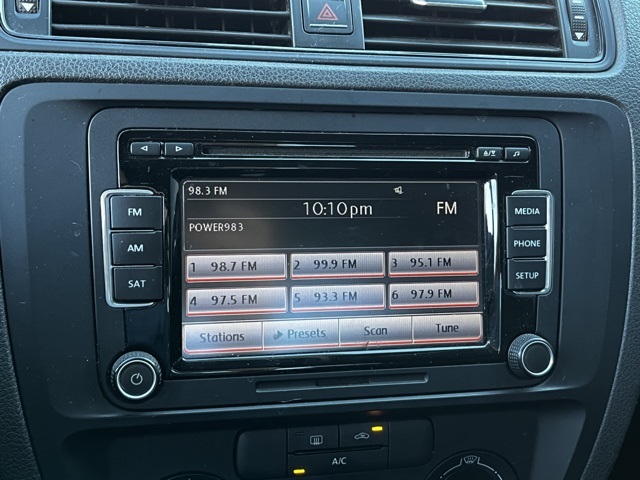 98.3 FM
10:10pm
FM
POWER983
FM
AM
SAT
MEDIA
PHONE
SETUP
1 98.7 FM
2 99.9 FM
3 95.1 FM
4 97.5 FM
5 93.3 FM
6 97.9 FM
Stations
Presets
Scan
Tune
A/C